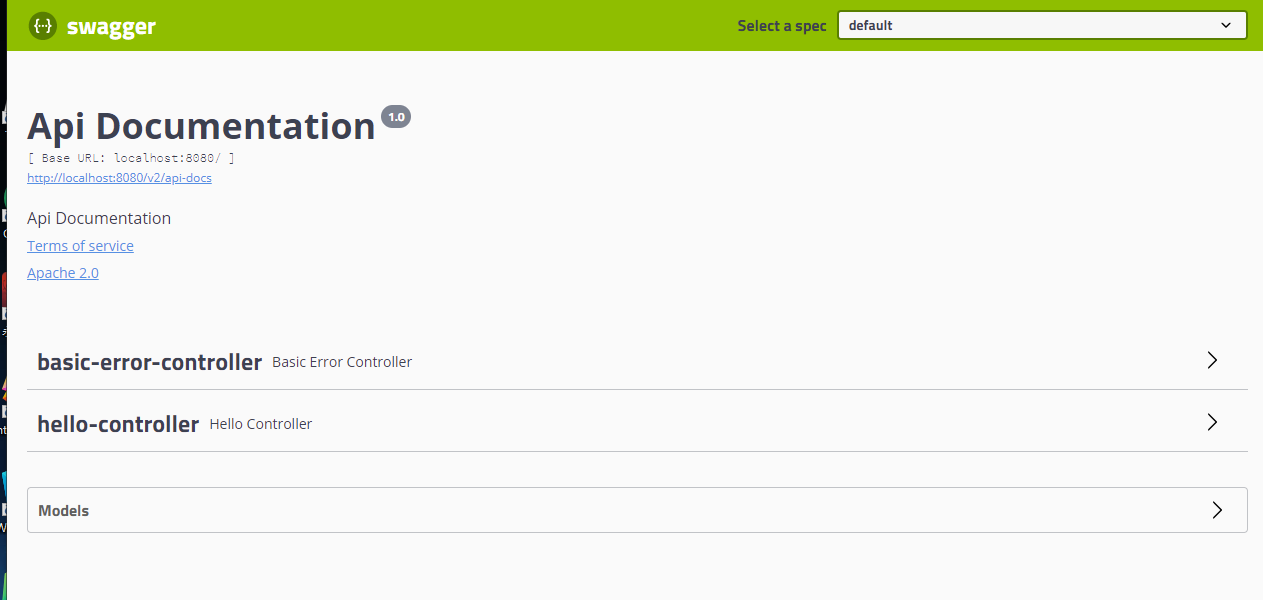 swagger
Select a spec
default
Api Documentation 1.0
[ Base URL: localhost:8080/ ]
http://localhost:8080/v2/api-docs
Api Documentation
Terms of service
Apache 2.0
basic-error-controller Basic Error Controller
hello-controller Hello Controller
Models